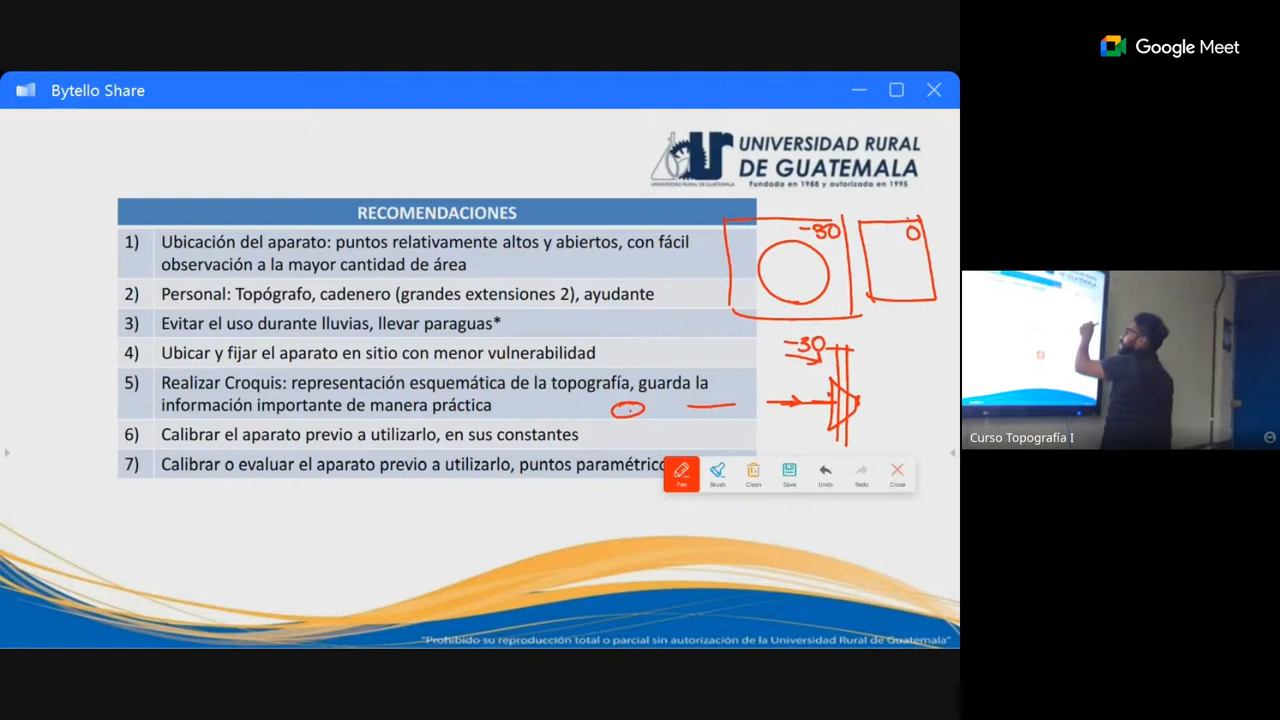 Google Meet
Bytello Share
UNIVERSIDAD RURAL
DE GUATEMALA
Fundada en 1988 y autorizada en 1995
UNIVERSIDAD RURAL DE GUATEMALA
RECOMENDACIONES
1) Ubicación del aparato: puntos relativamente altos y abiertos, con fácil
observación a la mayor cantidad de área
2) Personal: Topógrafo, cadenero (grandes extensiones 2), ayudante
3) Evitar el uso durante lluvias, llevar paraguas*
4) Ubicar y fijar el aparato en sitio con menor vulnerabilidad
5) Realizar Croquis: representación esquemática de la topografía, guarda la
información importante de manera práctica
6) Calibrar el aparato previo a utilizarlo, en sus constantes
7) Calibrar o evaluar el aparato previo a utilizarlo, puntos paramétrico
-30
0
-30
Pen
Brush
Clean
Save
Undo
Redo
Close
"Prohibido su reproducción total o parcial sin autorización de la Universidad Rural de Guatemala"
Curso Topografía I